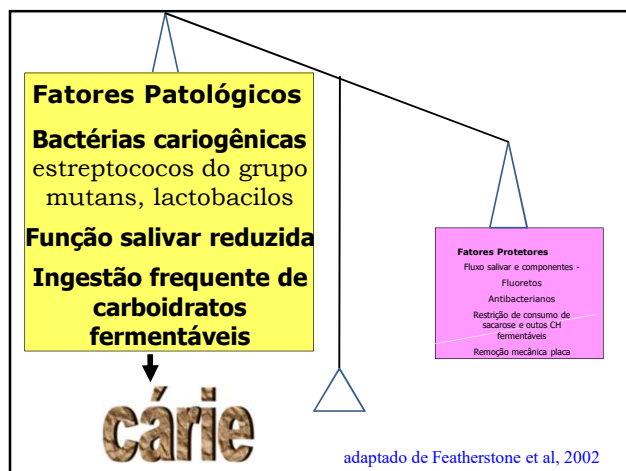 Fatores Patológicos
Bactérias cariogênicas
estreptococos do grupo
mutans, lactobacilos
Função salivar reduzida
Ingestão frequente de
carboidratos
fermentáveis
cárie
Fatores Protetores
Fluxo salivar e componentes -
Fluoretos
Antibacterianos
Restrição de consumo de
sacarose e outos CH
fermentáveis
Remoção mecânica placa
adaptado de Featherstone et al, 2002